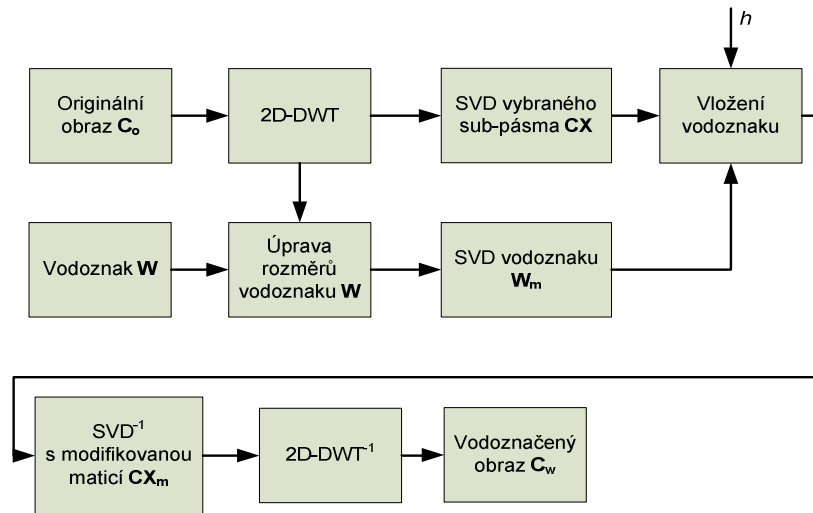 h
Originální
obraz Co
2D-DWT
SVD vybraného
sub-pásma CX
Vložení
vodoznaku
Vodoznak W
Úprava
rozměrů
vodoznaku W
SVD vodoznaku
Wm
SVD-1
s modifikovanou
maticí CXm
2D-DWT-1
Vodoznačený
obraz Cw